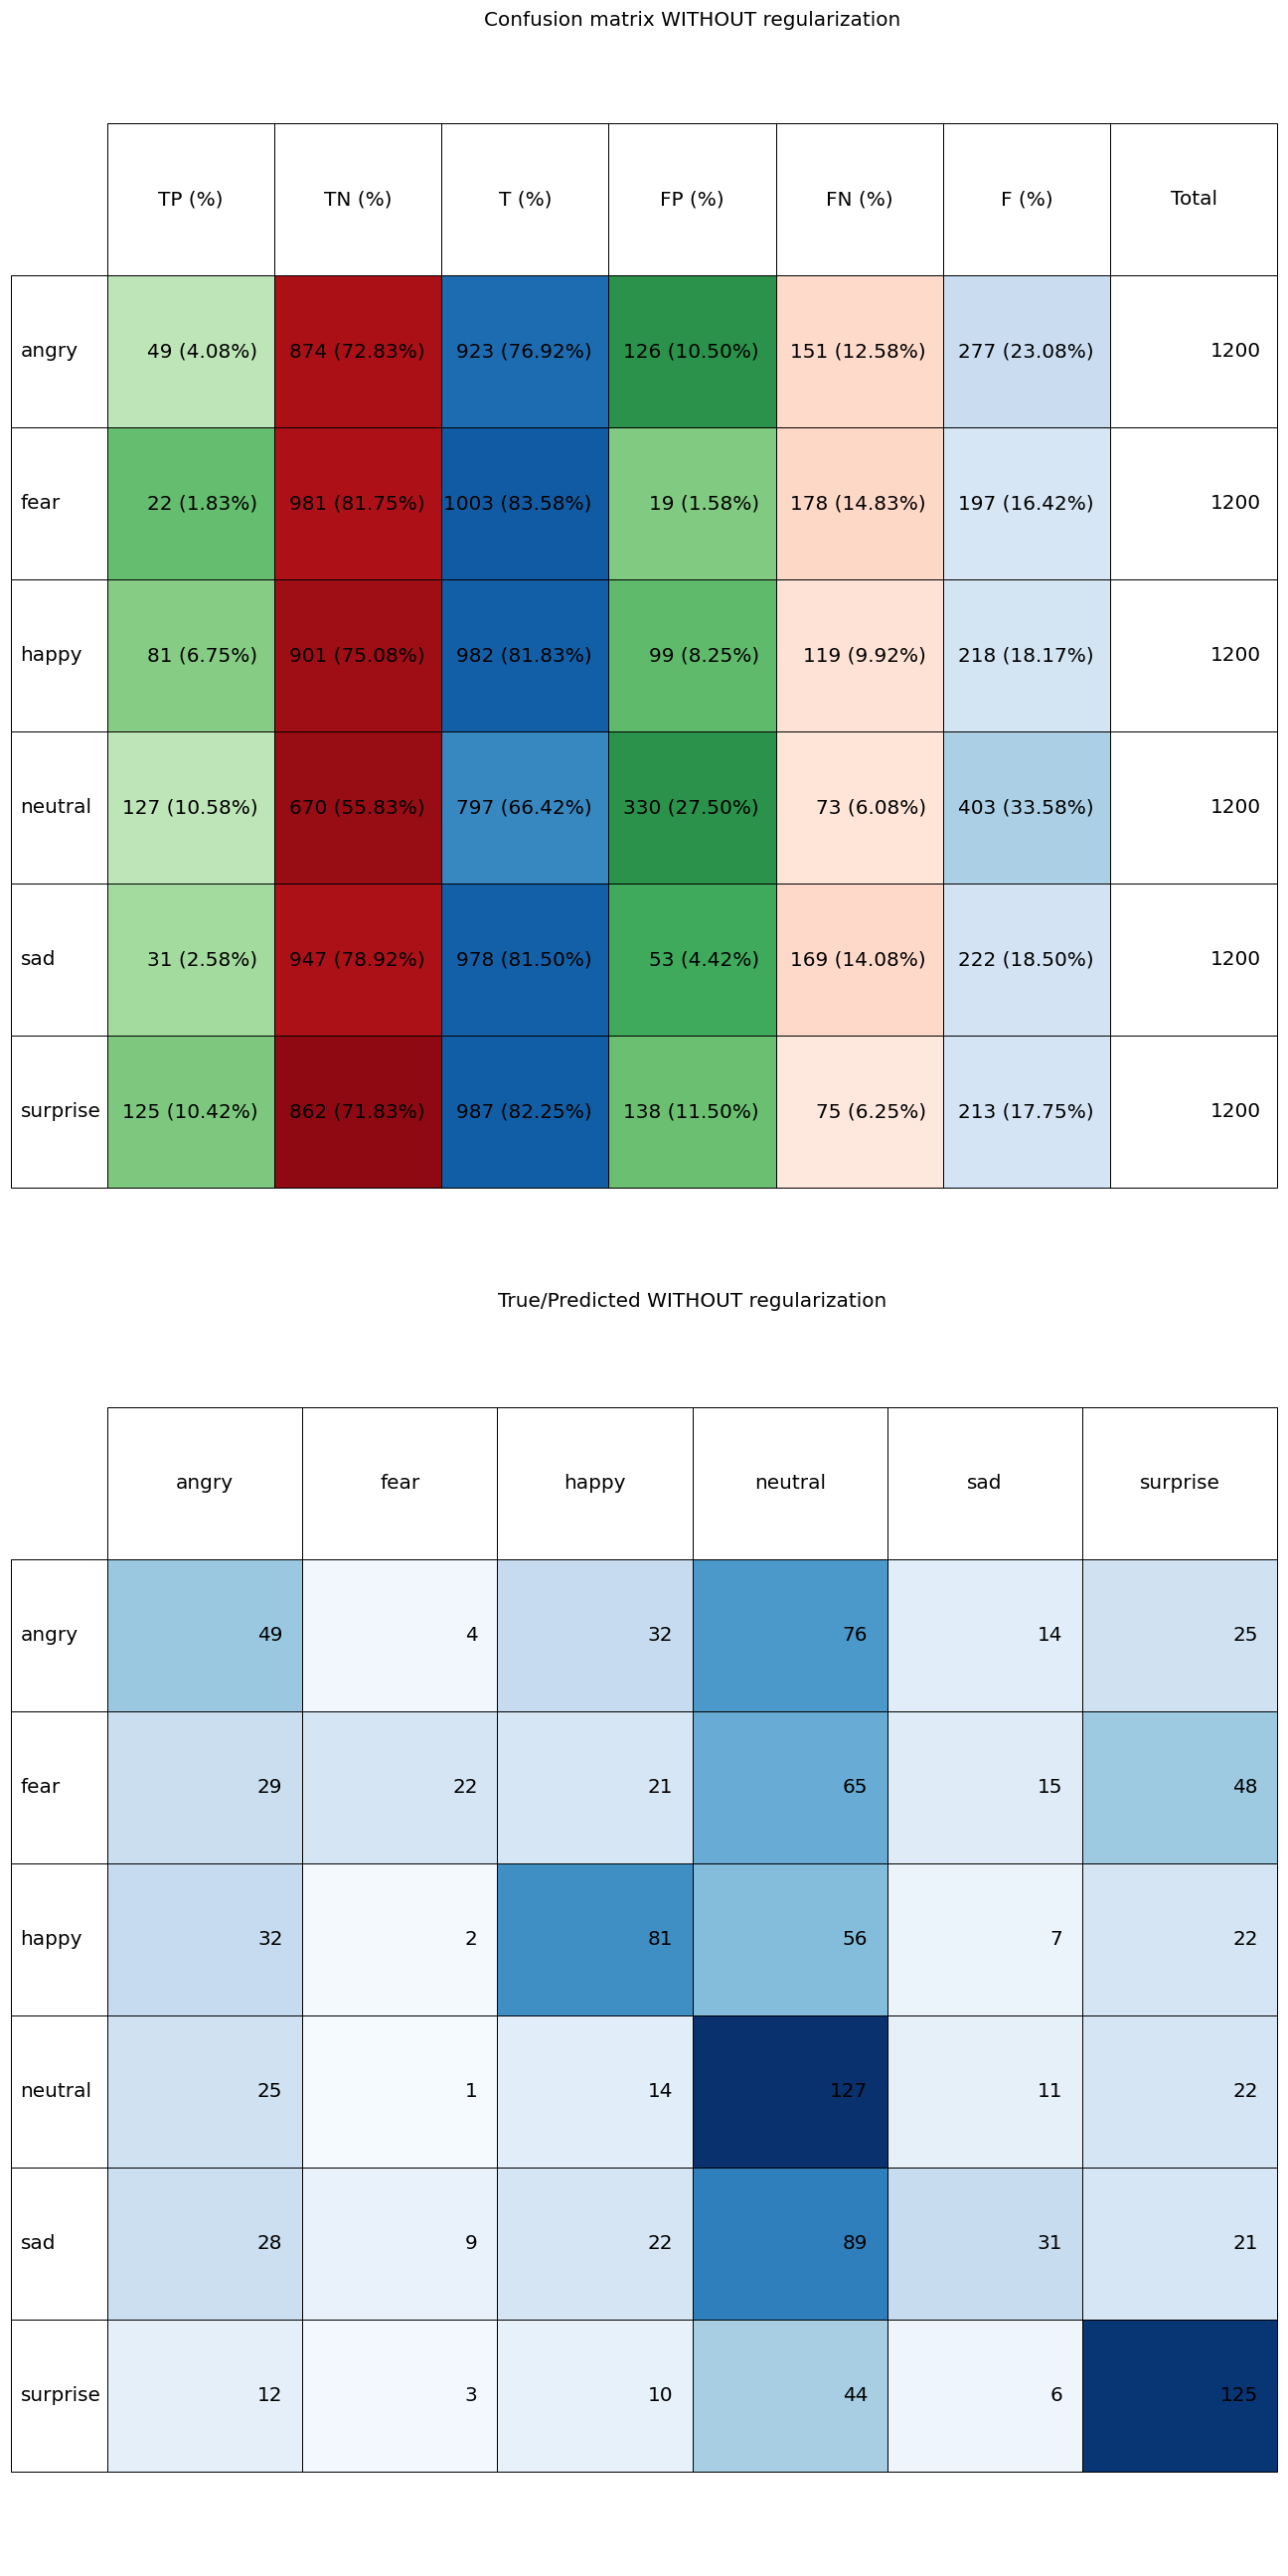 Confusion matrix WITHOUT regularization
TP (%) TN (%) T (%) FP (%) FN (%) F (%) Total
angry 49 (4.08%) 874 (72.83%) 923 (76.92%) 126 (10.50%) 151 (12.58%) 277 (23.08%) 1200
fear 22 (1.83%) 981 (81.75%) 1003 (83.58%) 19 (1.58%) 178 (14.83%) 197 (16.42%) 1200
happy 81 (6.75%) 901 (75.08%) 982 (81.83%) 99 (8.25%) 119 (9.92%) 218 (18.17%) 1200
neutral 127 (10.58%) 670 (55.83%) 797 (66.42%) 330 (27.50%) 73 (6.08%) 403 (33.58%) 1200
sad 31 (2.58%) 947 (78.92%) 978 (81.50%) 53 (4.42%) 169 (14.08%) 222 (18.50%) 1200
surprise 125 (10.42%) 862 (71.83%) 987 (82.25%) 138 (11.50%) 75 (6.25%) 213 (17.75%) 1200
True/Predicted WITHOUT regularization
angry fear happy neutral sad surprise
angry 49 4 32 76 14 25
fear 29 22 21 65 15 48
happy 32 2 81 56 7 22
neutral 25 1 14 127 11 22
sad 28 9 22 89 31 21
surprise 12 3 10 44 6 125